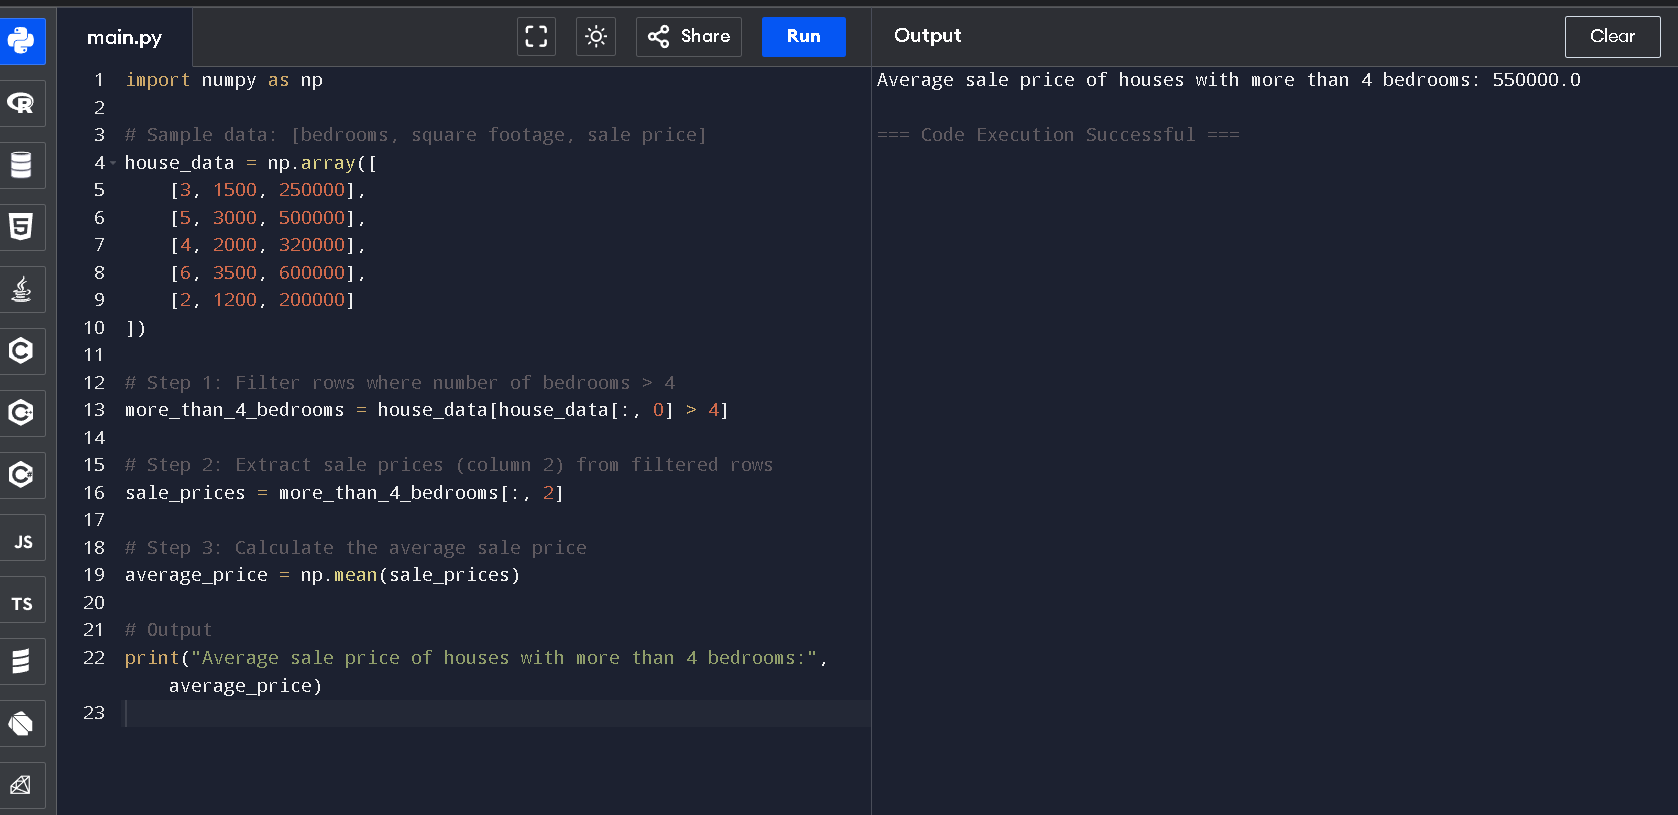 main.py
Share
Run
Output
Clear
R
5
C
C
C
JS
TS
1 import numpy as np
2
3 # Sample data: [bedrooms, square footage, sale price]
4 house_data = np.array([
5     [3, 1500, 250000],
6     [5, 3000, 500000],
7     [4, 2000, 320000],
8     [6, 3500, 600000],
9     [2, 1200, 200000]
10 ])
11
12 # Step 1: Filter rows where number of bedrooms > 4
13 more_than_4_bedrooms = house_data[house_data[:, 0] > 4]
14
15 # Step 2: Extract sale prices (column 2) from filtered rows
16 sale_prices = more_than_4_bedrooms[:, 2]
17
18 # Step 3: Calculate the average sale price
19 average_price = np.mean(sale_prices)
20
21 # Output
22 print("Average sale price of houses with more than 4 bedrooms:",
    average_price)
23
Average sale price of houses with more than 4 bedrooms: 550000.0
=== Code Execution Successful ===